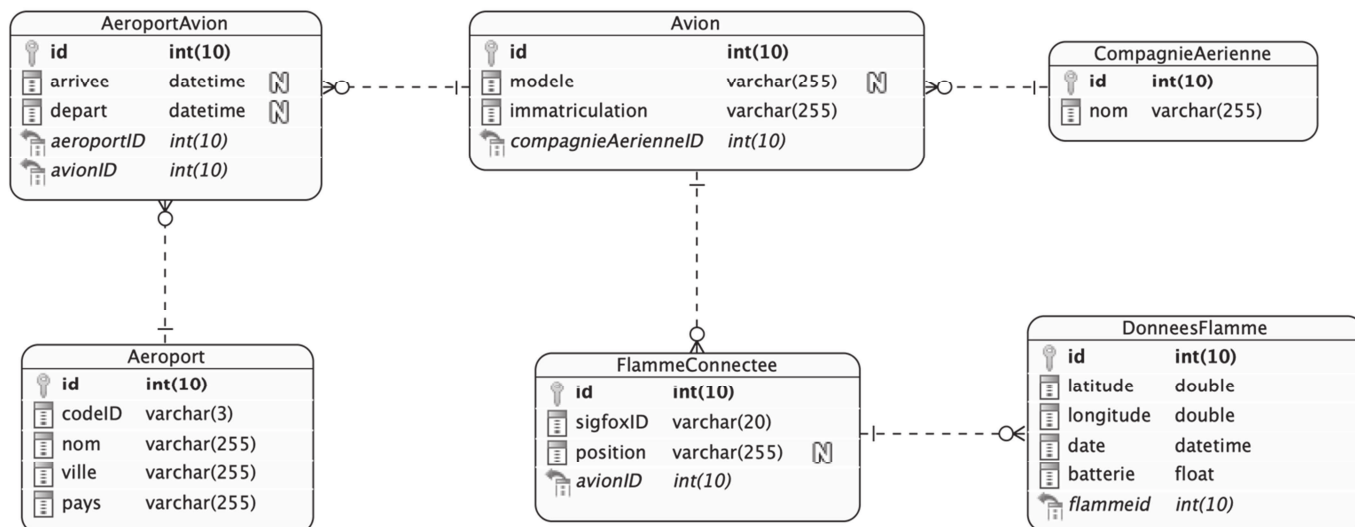 AeroportAvion
id int(10)
arrivee datetime N
depart datetime N
aeroportID int(10)
avionID int(10)
Avion
id int(10)
modele varchar(255) N
immatriculation varchar(255)
compagnieAerienneID int(10)
CompagnieAerienne
id int(10)
nom varchar(255)
Aeroport
id int(10)
codeID varchar(3)
nom varchar(255)
ville varchar(255)
pays varchar(255)
FlammeConnectee
id int(10)
sigfoxID varchar(20)
position varchar(255) N
avionID int(10)
DonneesFlamme
id int(10)
latitude double
longitude double
date datetime
batterie float
flammeid int(10)